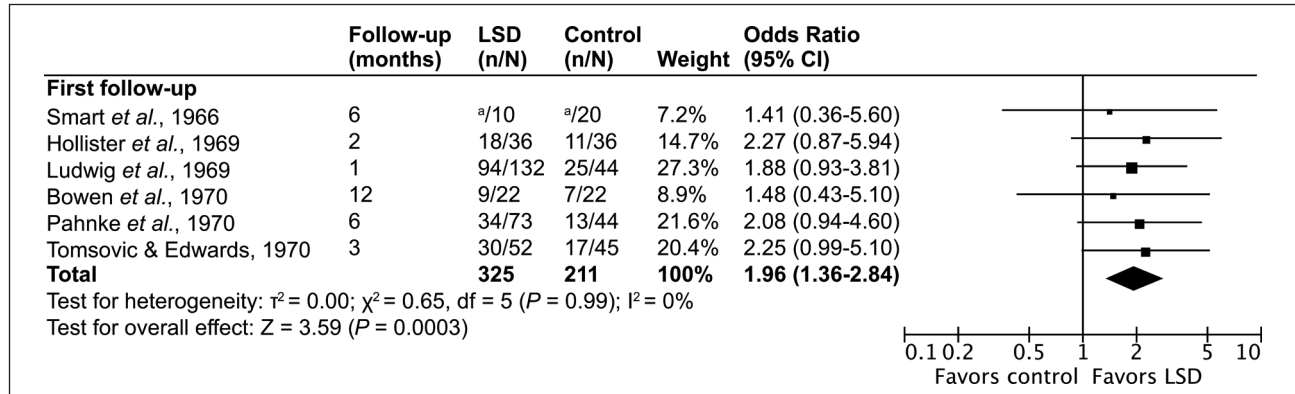 Follow-up LSD Control Odds Ratio
(months) (n/N) (n/N) Weight (95% CI)
First follow-up
Smart et al., 1966 6 ᵃ/10 ᵃ/20 7.2% 1.41 (0.36-5.60)
Hollister et al., 1969 2 18/36 11/36 14.7% 2.27 (0.87-5.94)
Ludwig et al., 1969 1 94/132 25/44 27.3% 1.88 (0.93-3.81)
Bowen et al., 1970 12 9/22 7/22 8.9% 1.48 (0.43-5.10)
Pahnke et al., 1970 6 34/73 13/44 21.6% 2.08 (0.94-4.60)
Tomsovic & Edwards, 1970 3 30/52 17/45 20.4% 2.25 (0.99-5.10)
Total 325 211 100% 1.96 (1.36-2.84)
Test for heterogeneity: τ² = 0.00; χ² = 0.65, df = 5 (P = 0.99); I² = 0%
Test for overall effect: Z = 3.59 (P = 0.0003)
0.1 0.2 0.5 1 2 5 10
Favors control Favors LSD